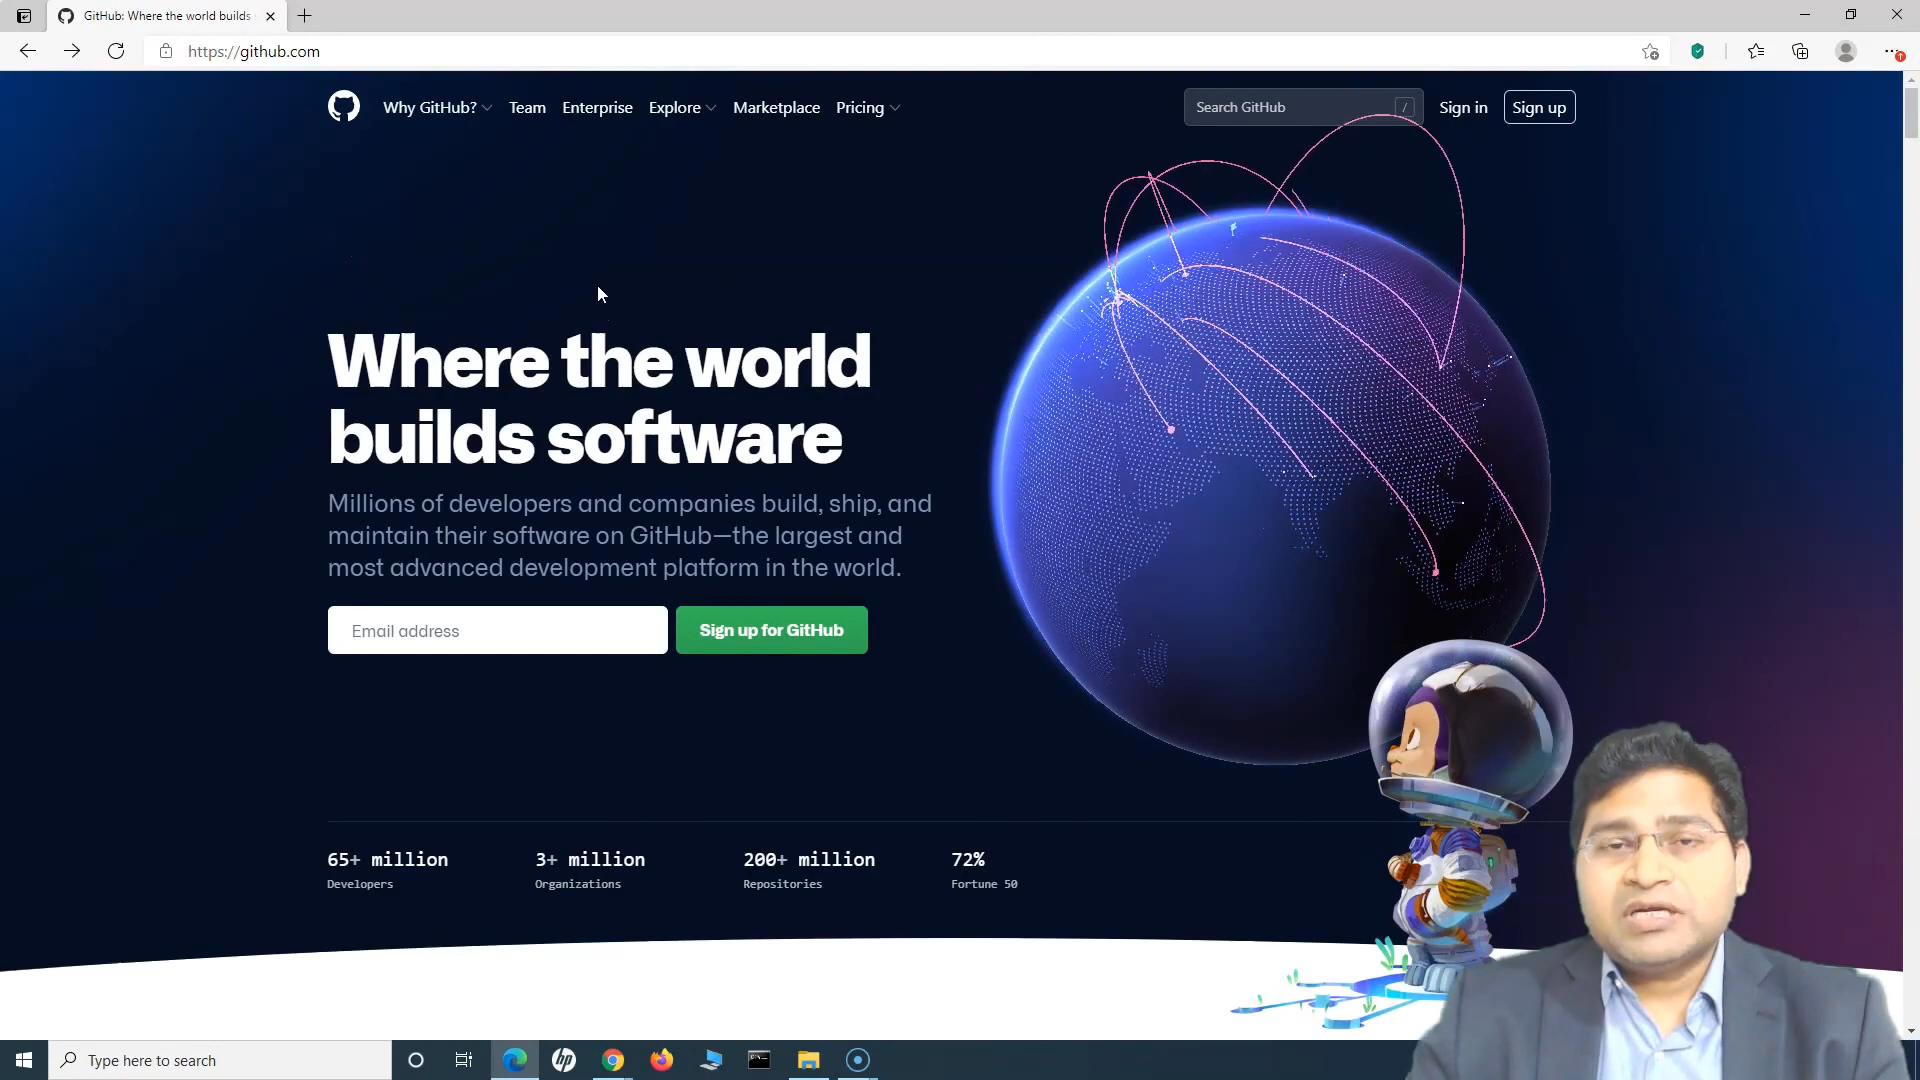 GitHub: Where the world builds
https://github.com
Why GitHub? Team Enterprise Explore Marketplace Pricing
Search GitHub /
Sign in Sign up
Where the world
builds software
Millions of developers and companies build, ship, and
maintain their software on GitHub—the largest and
most advanced development platform in the world.
Email address Sign up for GitHub
65+ million 3+ million 200+ million 72%
Developers Organizations Repositories Fortune 50
Type here to search
hp